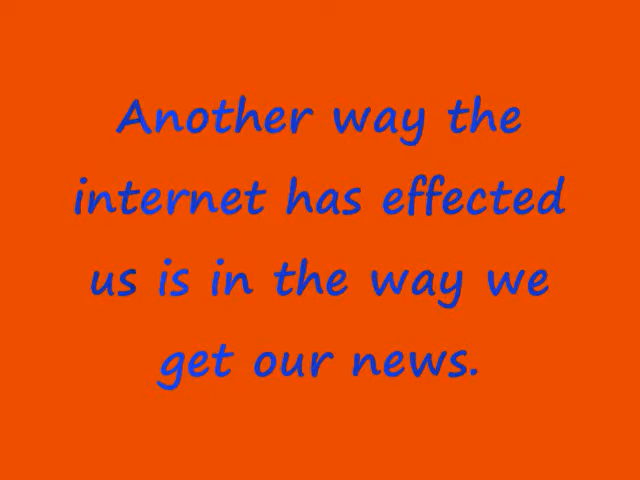 Another way the
internet has effected
us is in the way we
get our news.